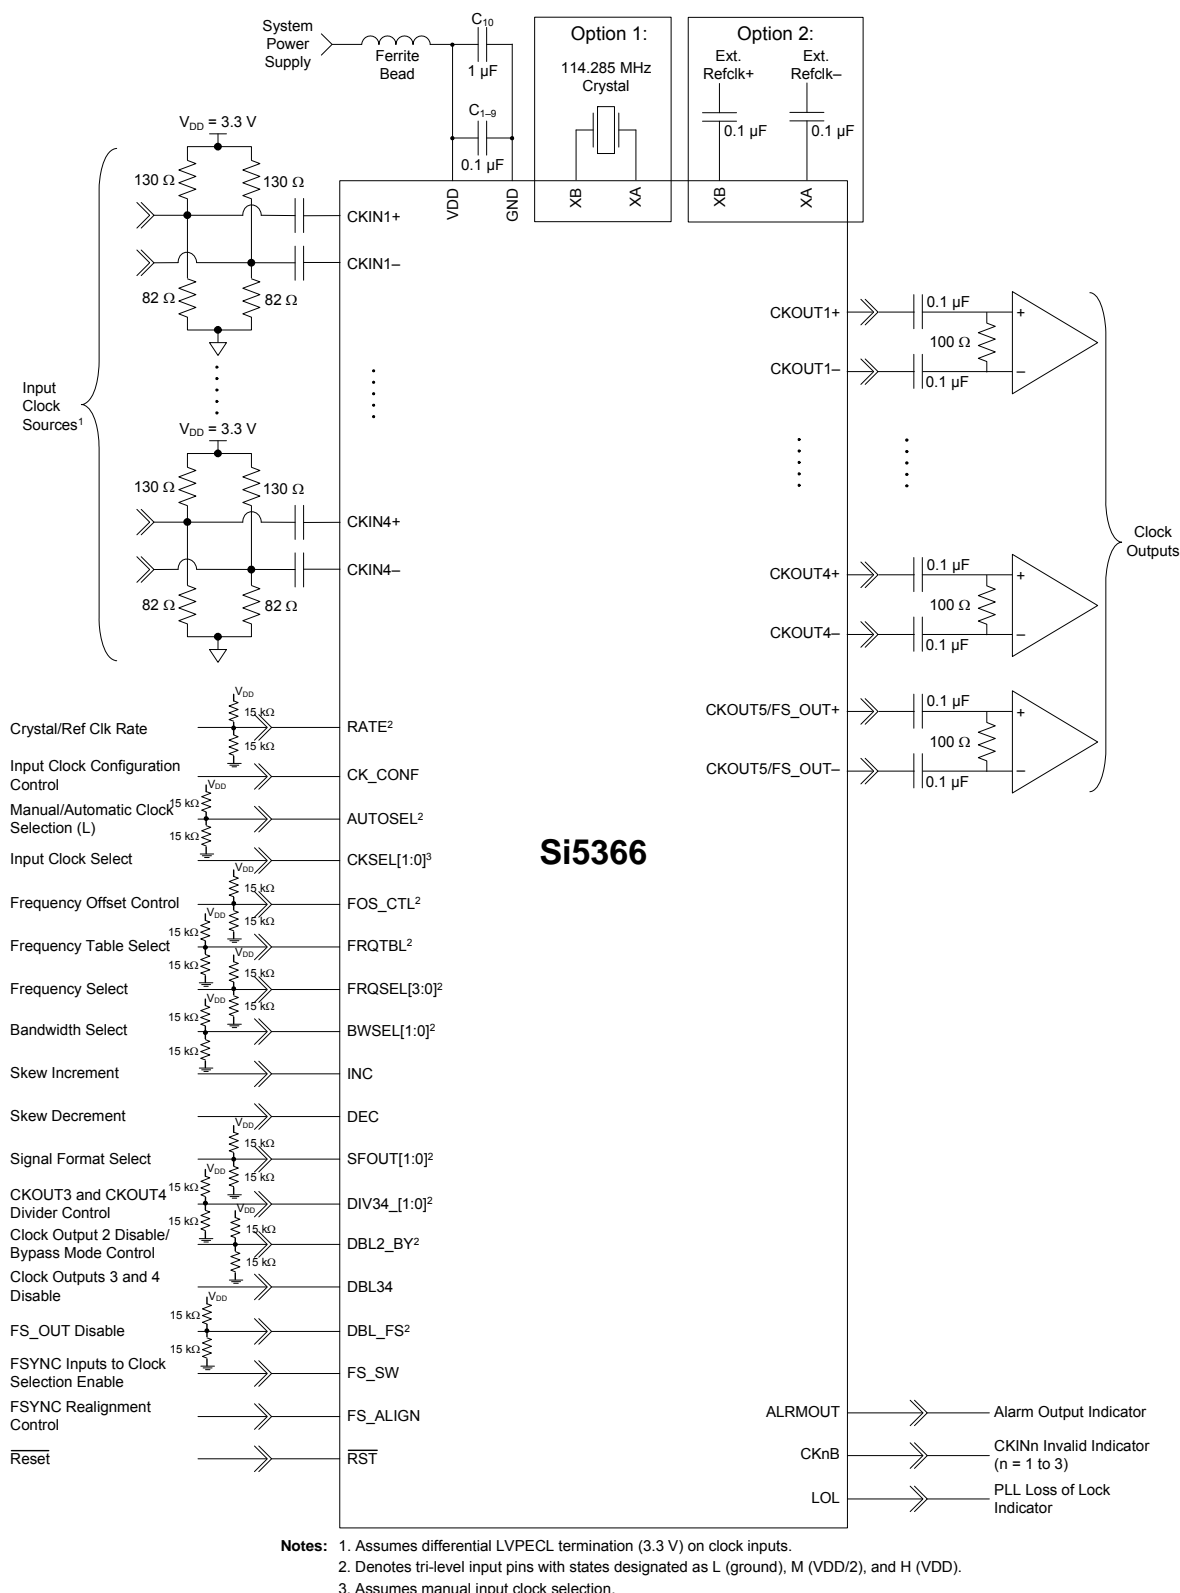 System
Power
Supply
Ferrite
Bead
C10
1 µF
C1–9
0.1 µF
VDD
GND
Option 1:
114.285 MHz
Crystal
XB
XA
Option 2:
Ext.
Refclk+
Ext.
Refclk–
0.1 µF
0.1 µF
XB
XA
VDD = 3.3 V
130 Ω
130 Ω
CKIN1+
CKIN1–
82 Ω
82 Ω
Input
Clock
Sources1
VDD = 3.3 V
130 Ω
130 Ω
CKIN4+
CKIN4–
82 Ω
82 Ω
CKOUT1+
0.1 µF
100 Ω
+
–
CKOUT1–
0.1 µF
CKOUT4+
0.1 µF
100 Ω
+
–
CKOUT4–
0.1 µF
CKOUT5/FS_OUT+
0.1 µF
100 Ω
+
–
CKOUT5/FS_OUT–
0.1 µF
Clock
Outputs
Si5366
Crystal/Ref Clk Rate
VDD
15 kΩ
15 kΩ
RATE2
Input Clock Configuration
Control
CK_CONF
Manual/Automatic Clock
Selection (L)
VDD
15 kΩ
15 kΩ
AUTOSEL2
Input Clock Select
CKSEL[1:0]3
Frequency Offset Control
VDD
15 kΩ
15 kΩ
FOS_CTL2
Frequency Table Select
VDD
15 kΩ
15 kΩ
FRQTBL2
Frequency Select
VDD
15 kΩ
15 kΩ
FRQSEL[3:0]2
Bandwidth Select
VDD
15 kΩ
15 kΩ
BWSEL[1:0]2
Skew Increment
INC
Skew Decrement
DEC
Signal Format Select
VDD
15 kΩ
15 kΩ
SFOUT[1:0]2
CKOUT3 and CKOUT4
Divider Control
VDD
15 kΩ
15 kΩ
DIV34_[1:0]2
Clock Output 2 Disable/
Bypass Mode Control
VDD
15 kΩ
15 kΩ
DBL2_BY2
Clock Outputs 3 and 4
Disable
DBL34
FS_OUT Disable
VDD
15 kΩ
15 kΩ
DBL_FS2
FSYNC Inputs to Clock
Selection Enable
FS_SW
FSYNC Realignment
Control
FS_ALIGN
Reset
RST
ALRMOUT
Alarm Output Indicator
CKnB
CKINn Invalid Indicator
(n = 1 to 3)
LOL
PLL Loss of Lock
Indicator
Notes: 1. Assumes differential LVPECL termination (3.3 V) on clock inputs.
2. Denotes tri-level input pins with states designated as L (ground), M (VDD/2), and H (VDD).
3. Assumes manual input clock selection.